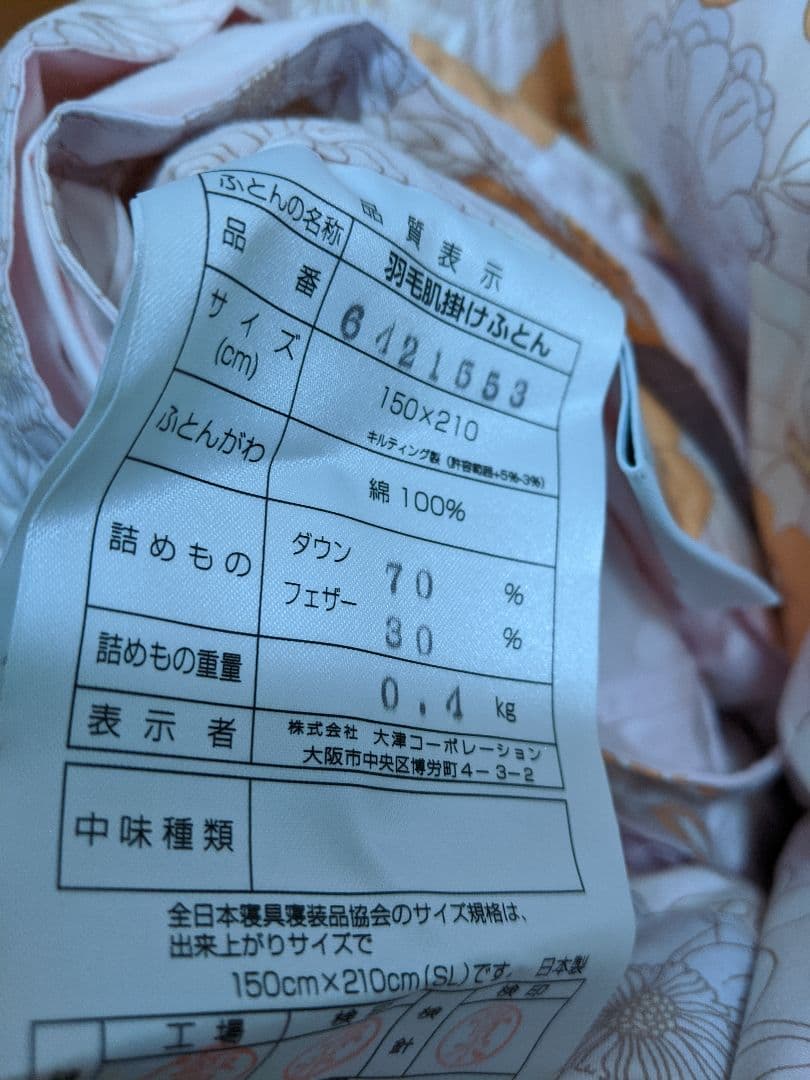 品質表示
ふとんの名称 羽毛肌掛けふとん
品番 6421553
サイズ(cm) 150×210
キルティング製（許容範囲+5%-3%）
ふとんがわ 綿 100%
詰めもの ダウン 70 %
フェザー 30 %
詰めもの重量 0.4 kg
表示者 株式会社 大津コーポレーション
大阪市中央区博労町4-3-2
中味種類
全日本寝具寝装品協会のサイズ規格は、
出来上がりサイズで
150cm×210cm(SL)です。 日本製
工場 検印 検針 検印